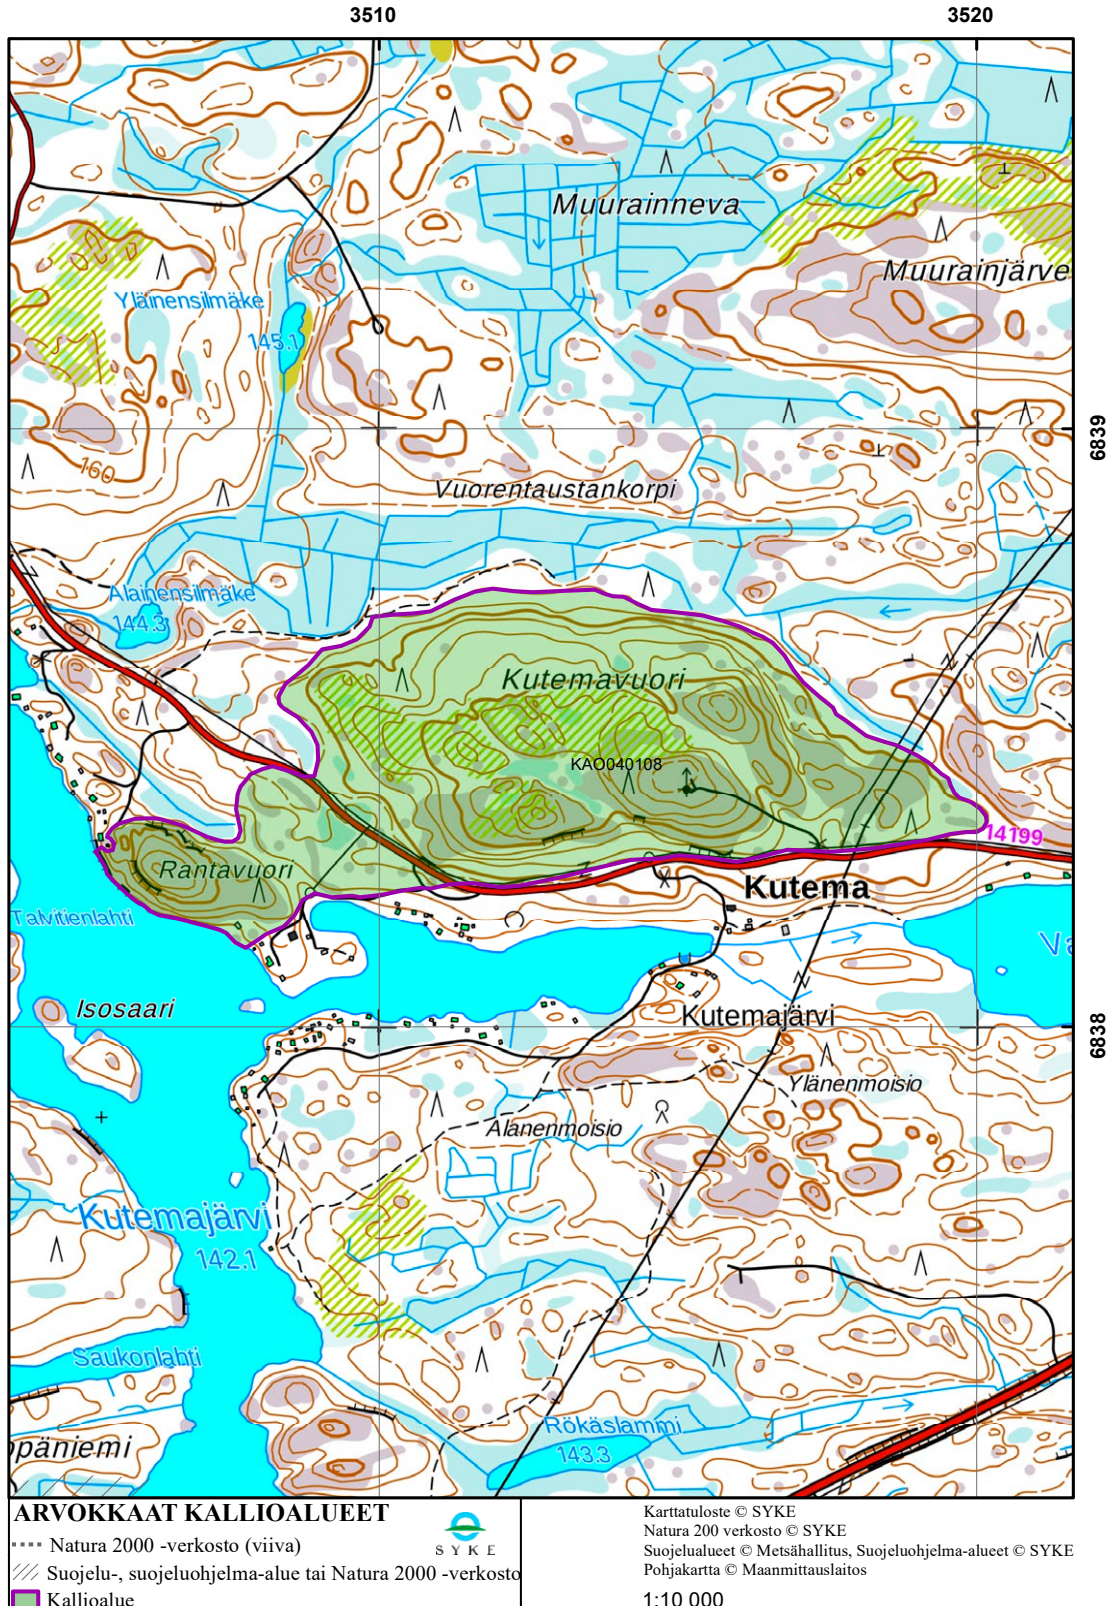 3510
3520
Muurainneva
Muurainjärve
Yläinensilmäke
145.1
6839
160
Vuorentaustankorpi
Alainensilmäke
144.3
Kutemavuori
KAO040108
14199
Rantavuori
Kutema
Talvitienlahti
Va
Isosaari
Kutemajärvi
6838
Ylänenmoisio
Alanenmoisio
Kutemajärvi
142.1
Saukonlahti
Rökäslammi
143.3
opäniemi
ARVOKKAAT KALLIOALUEET
SYKE
Natura 2000 -verkosto (viiva)
Suojelu-, suojeluohjelma-alue tai Natura 2000 -verkosto
Kallioalue
Karttatuloste © SYKE
Natura 200 verkosto © SYKE
Suojelualueet © Metsähallitus, Suojeluohjelma-alueet © SYKE
Pohjakartta © Maanmittauslaitos
1:10 000